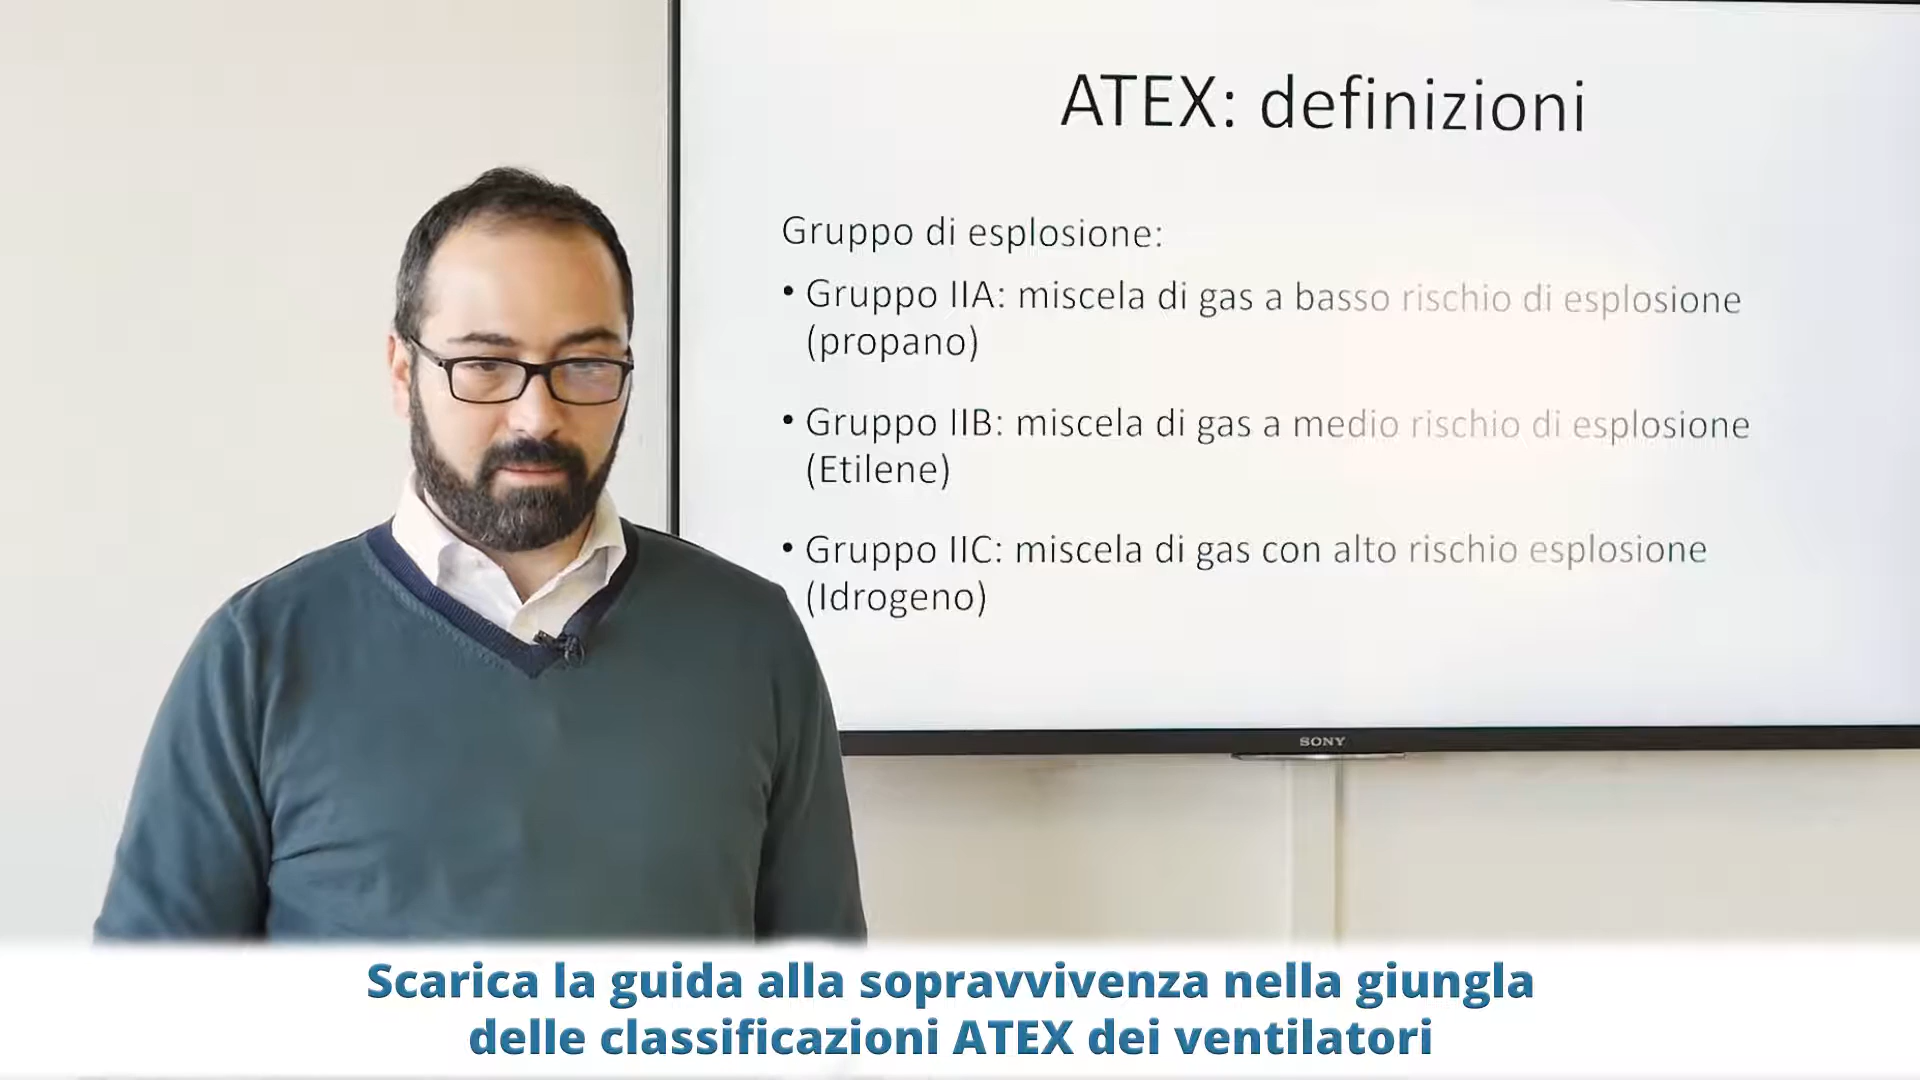 ATEX: definizioni
Gruppo di esplosione:
• Gruppo IIA: miscela di gas a basso rischio di esplosione
(propano)
• Gruppo IIB: miscela di gas a medio rischio di esplosione
(Etilene)
• Gruppo IIC: miscela di gas con alto rischio esplosione
(Idrogeno)
SONY
Scarica la guida alla sopravvivenza nella giungla
delle classificazioni ATEX dei ventilatori